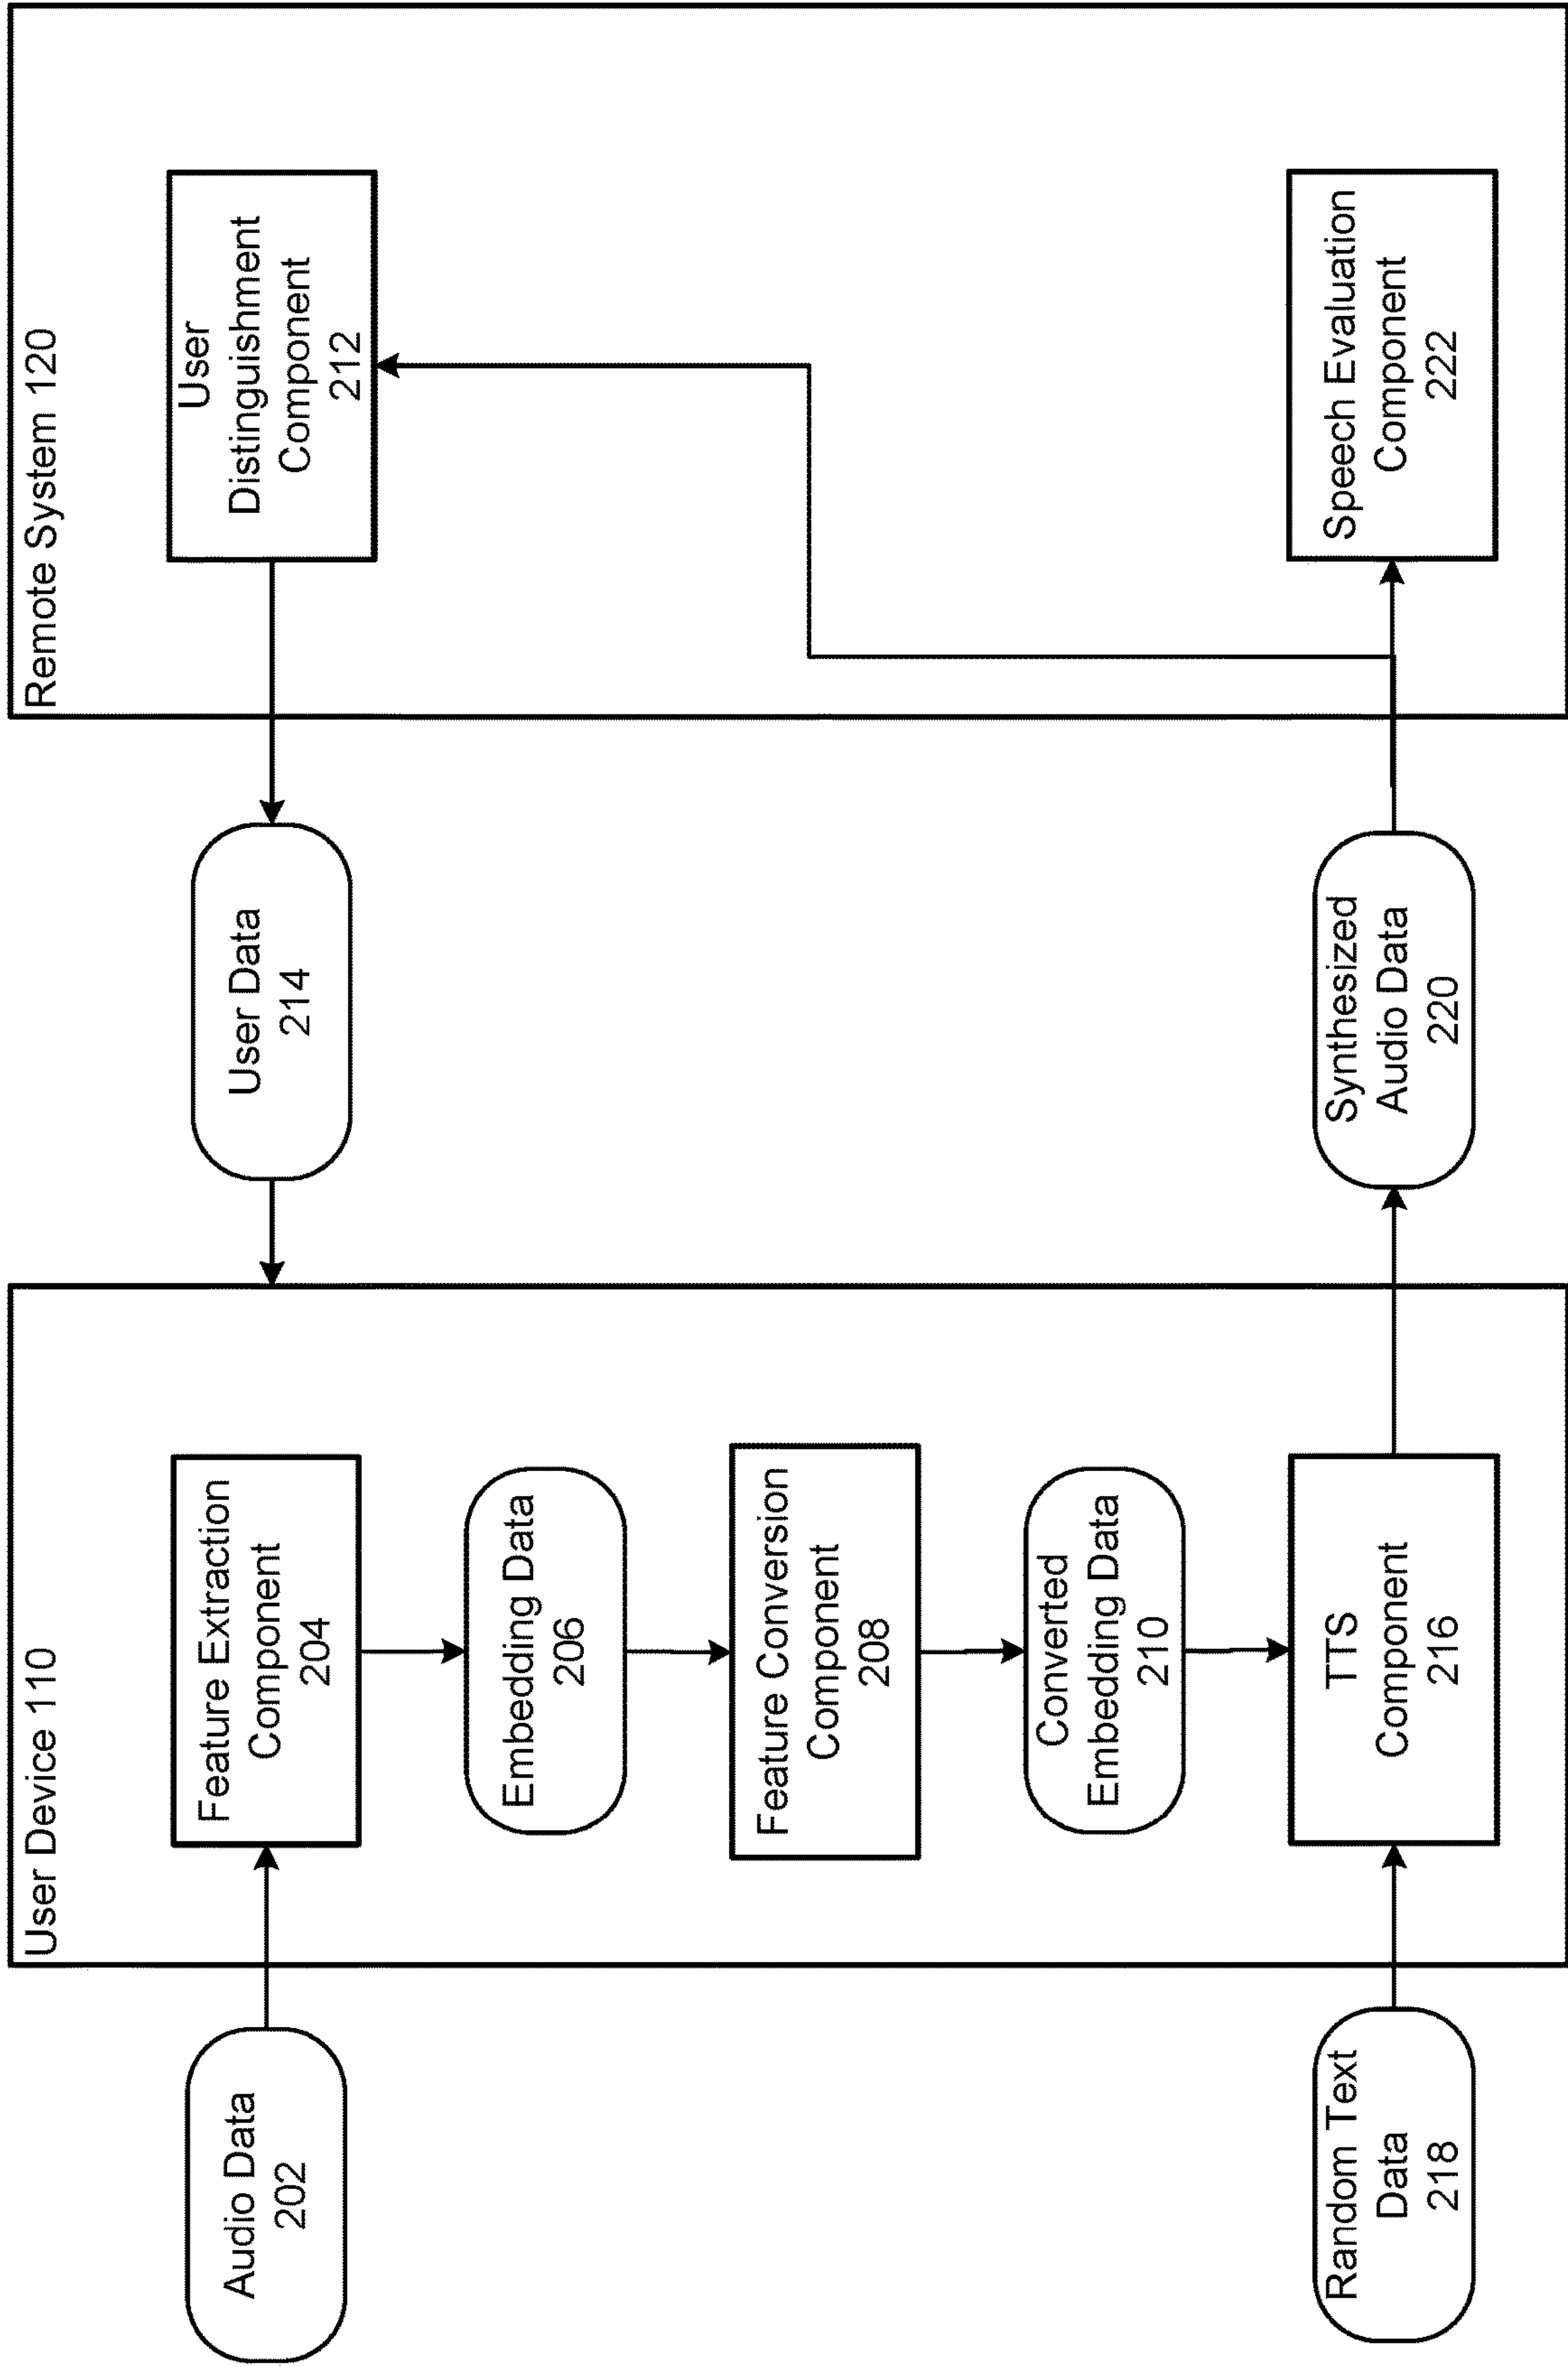 User Device 110
Remote System 120
Audio Data
202
Feature Extraction
Component
204
User Data
214
User
Distinguishment
Component
212
Embedding Data
206
Feature Conversion
Component
208
Converted
Embedding Data
210
Random Text
Data
218
TTS
Component
216
Synthesized
Audio Data
220
Speech Evaluation
Component
222